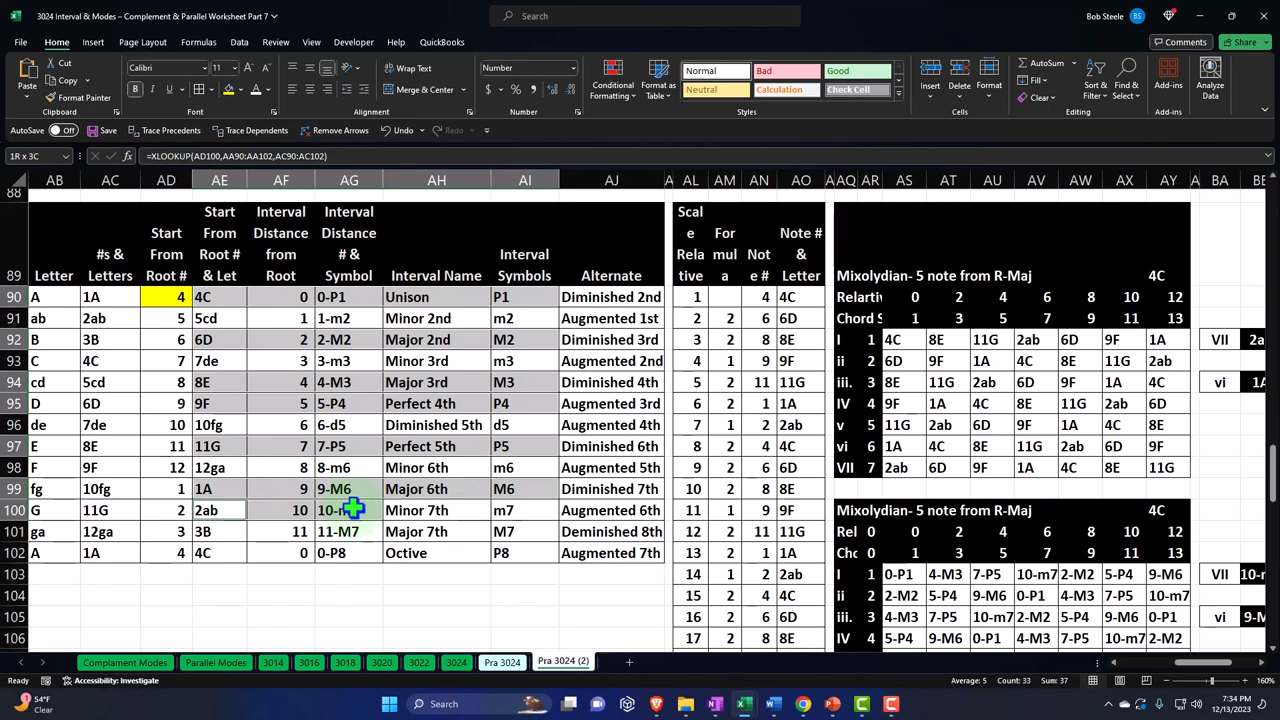 3024 Interval & Modes – Complement & Parallel Worksheet Part 7
Search
Bob Steele BS
File Home Insert Page Layout Formulas Data Review View Developer Help QuickBooks
Comments Share
Cut
Copy
Format Painter
Paste
Clipboard
Calibri 11
B I U
Font
Wrap Text
Merge & Center
Alignment
Number
Number
Conditional Formatting
Format as Table
Normal Bad Good
Neutral Calculation Check Cell
Styles
Insert Delete Format
Cells
AutoSum
Fill
Clear
Sort & Filter
Find & Select
Editing
Add-ins
Add-ins
Analyze Data
AutoSave Off Save Trace Precedents Trace Dependents Remove Arrows Undo
1R x 3C =XLOOKUP(AD100,AA90:AA102,AC90:AC102)
AB AC AD AE AF AG AH AI AJ A AL AM AN AO A AQ AR AS AT AU AV AW AX AY A BA BB
88
89 Letter #s & Letters Start From Root # Start From Root # & Let Interval Distance from Root Interval Distance # & Symbol Interval Name Interval Symbols Alternate Scal e Rela tive For mul a Not e # Note # & Letter Mixolydian- 5 note from R-Maj 4C
90 A 1A 4 4C 0 0-P1 Unison P1 Diminished 2nd 1 4 4C Relartiv 0 2 4 6 8 10 12
91 ab 2ab 5 5cd 1 1-m2 Minor 2nd m2 Augmented 1st 2 2 6 6D Chord S 1 3 5 7 9 11 13
92 B 3B 6 6D 2 2-M2 Major 2nd M2 Diminished 3rd 3 2 8 8E I 1 4C 8E 11G 2ab 6D 9F 1A VII 2a
93 C 4C 7 7de 3 3-m3 Minor 3rd m3 Augmented 2nd 4 1 9 9F ii 2 6D 9F 1A 4C 8E 11G 2ab
94 cd 5cd 8 8E 4 4-M3 Major 3rd M3 Diminished 4th 5 2 11 11G iii. 3 8E 11G 2ab 6D 9F 1A 4C vi 1A
95 D 6D 9 9F 5 5-P4 Perfect 4th P4 Augmented 3rd 6 2 1 1A IV 4 9F 1A 4C 8E 11G 2ab 6D
96 de 7de 10 10fg 6 6-d5 Diminished 5th d5 Augmented 4th 7 1 2 2ab v 5 11G 2ab 6D 9F 1A 4C 8E
97 E 8E 11 11G 7 7-P5 Perfect 5th P5 Diminished 6th 8 2 4 4C vi 6 1A 4C 8E 11G 2ab 6D 9F
98 F 9F 12 12ga 8 8-m6 Minor 6th m6 Augmented 5th 9 2 6 6D VII 7 2ab 6D 9F 1A 4C 8E 11G
99 fg 10fg 1 1A 9 9-M6 Major 6th M6 Diminished 7th 10 2 8 8E
100 G 11G 2 2ab 10 Minor 7th m7 Augmented 6th 11 1 9 9F Mixolydian- 5 note from R-Maj 4C
101 ga 12ga 3 3B 11 11-M7 Major 7th M7 Deminished 8th 12 2 11 11G Rel 0 2 4 6 8 10 12
102 A 1A 4 4C 0 0-P8 Octive P8 Augmented 7th 13 2 1 1A Chc 1 3 5 7 9 11 13
103 14 1 2 2ab I 1 0-P1 4-M3 7-P5 10-m7 2-M2 5-P4 9-M6 VII 10-m
104 15 2 4 4C ii 2 2-M2 5-P4 9-M6 0-P1 4-M3 7-P5 10-m7
105 16 2 6 6D iii. 3 4-M3 7-P5 10-m7 2-M2 5-P4 9-M6 0-P1 vi 9-M
106 17 2 8 8E IV 4 5-P4 9-M6 0-P1 4-M3 7-P5 10-m7 2-M2
Complament Modes Parallel Modes 3014 3016 3018 3020 3022 3024 Pra 3024 Pra 3024 (2)
Ready Accessibility: Investigate Average: 5 Count: 33 Sum: 37 160%
54°F
Clear
Search
7:34 PM
12/13/2023